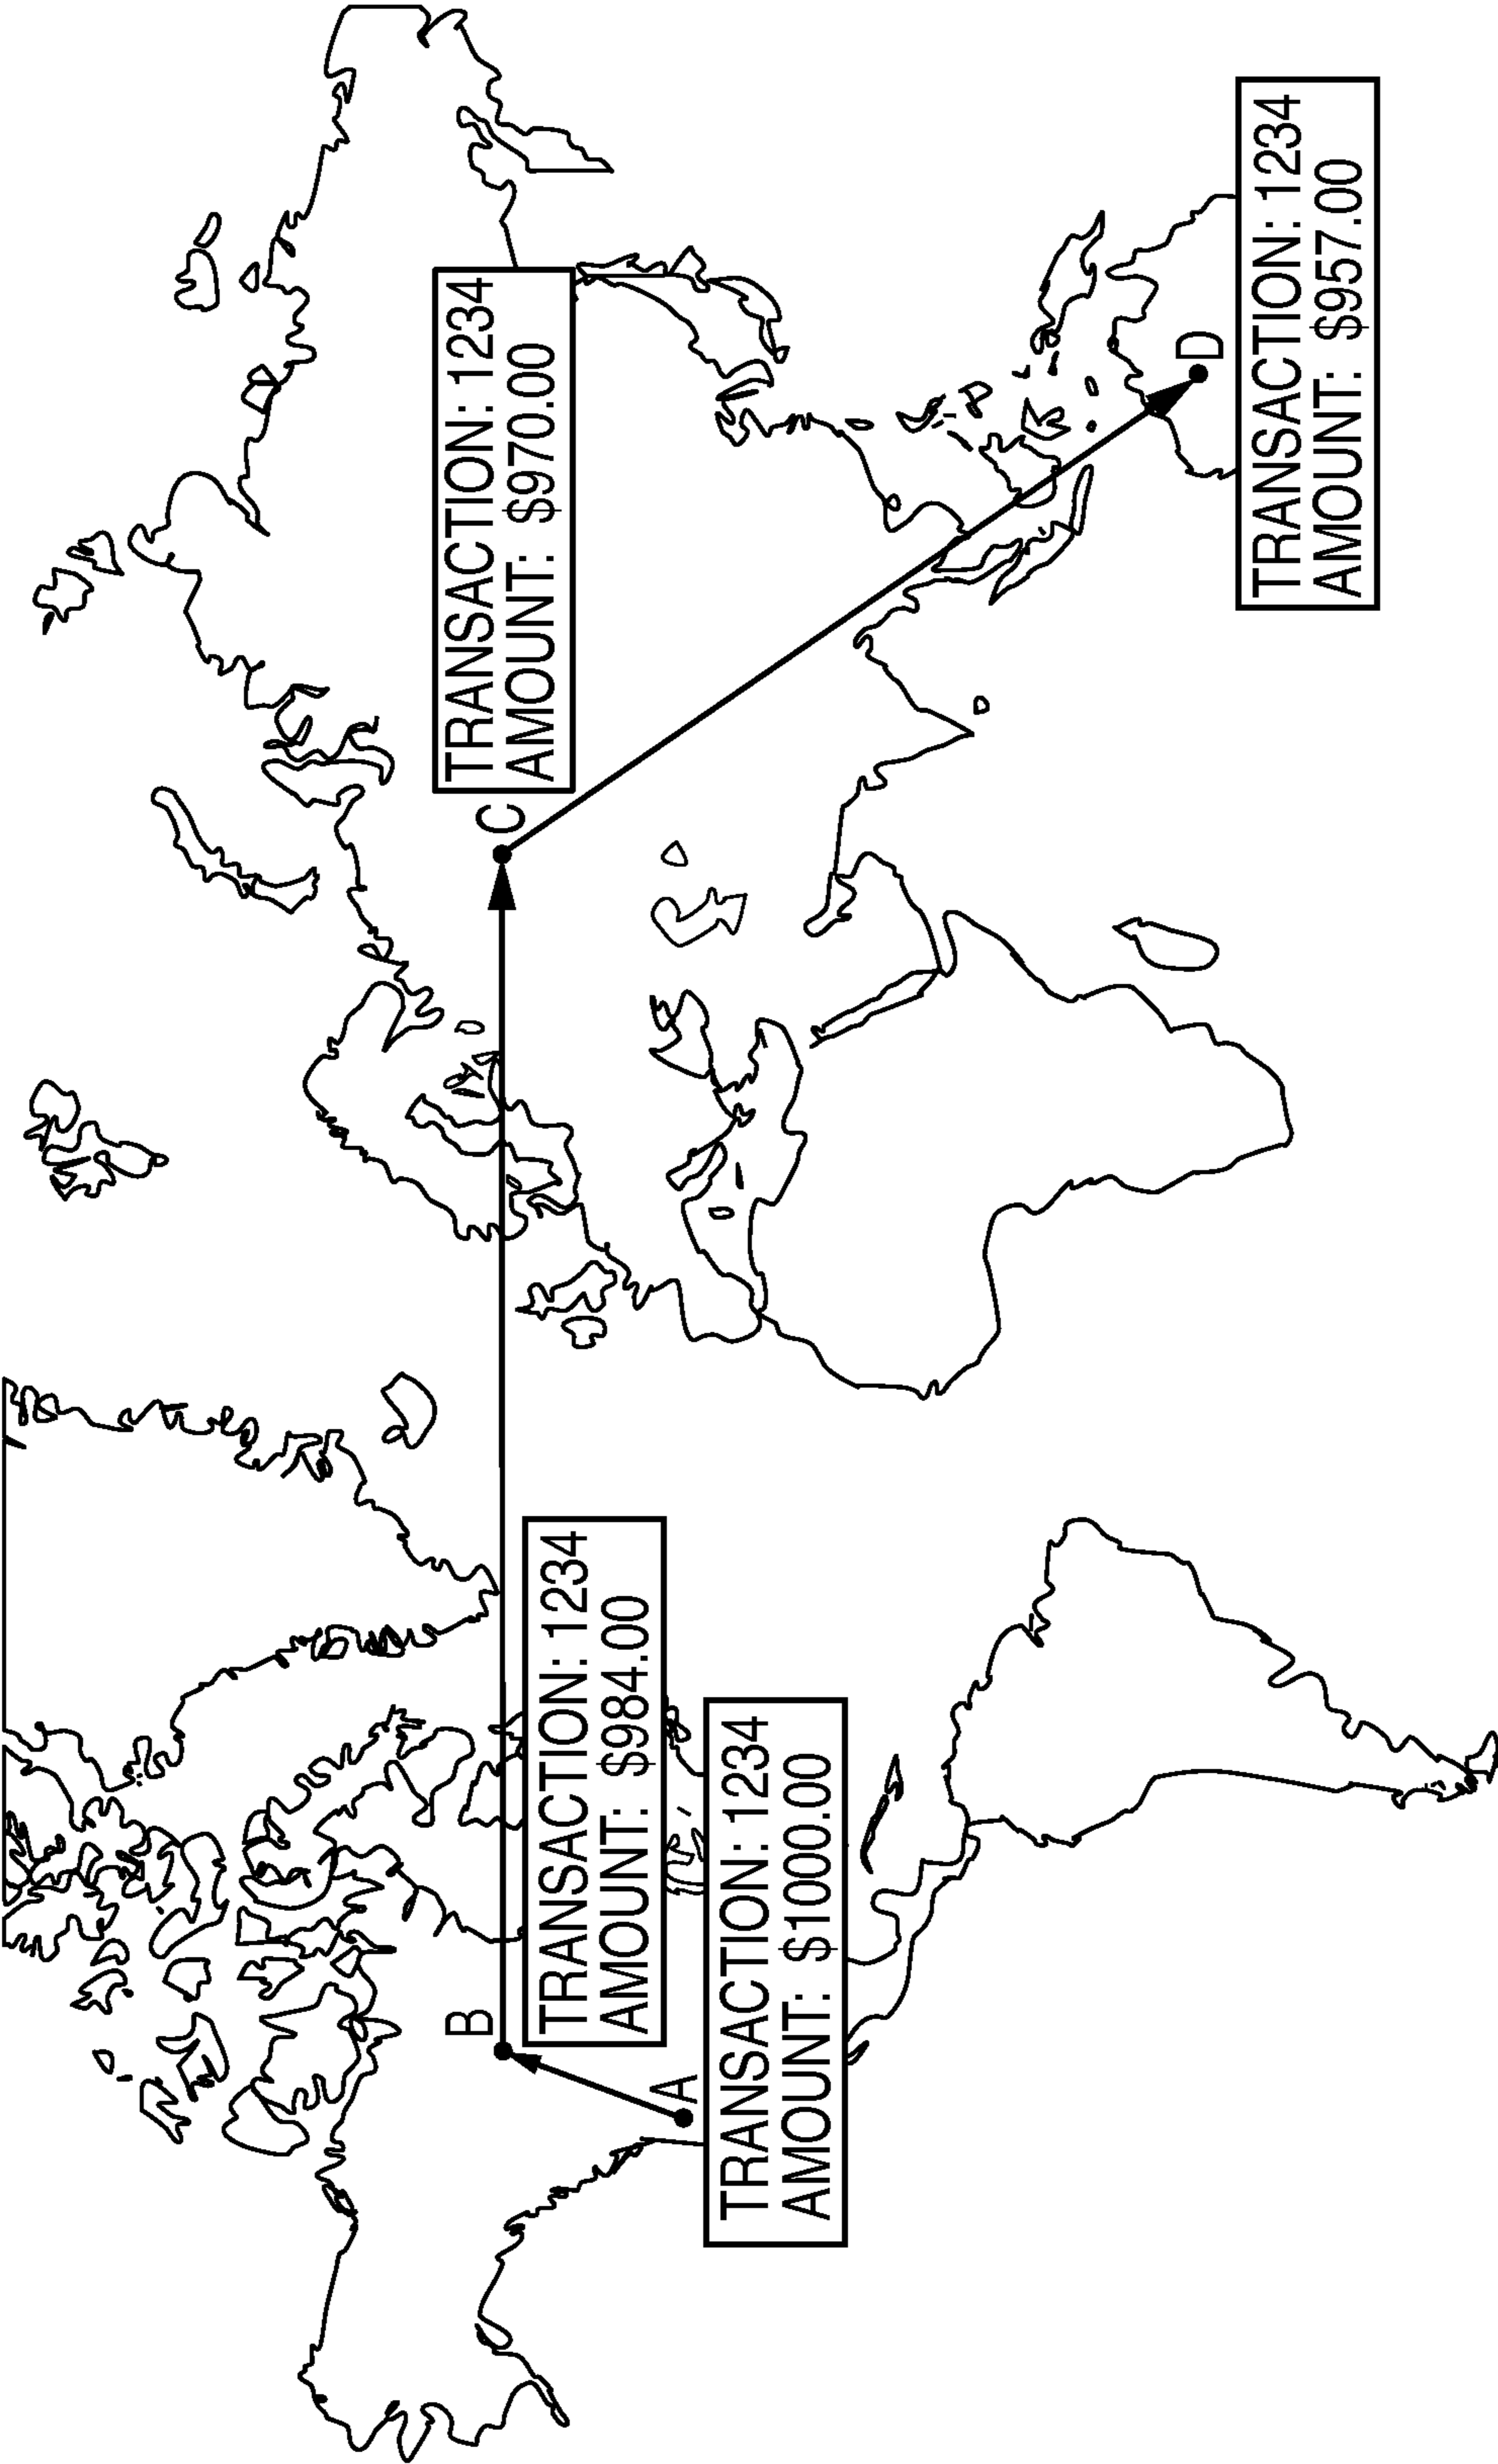 A
TRANSACTION: 1234
AMOUNT: $1000.00
B
TRANSACTION: 1234
AMOUNT: $984.00
C
TRANSACTION: 1234
AMOUNT: $970.00
D
TRANSACTION: 1234
AMOUNT: $957.00